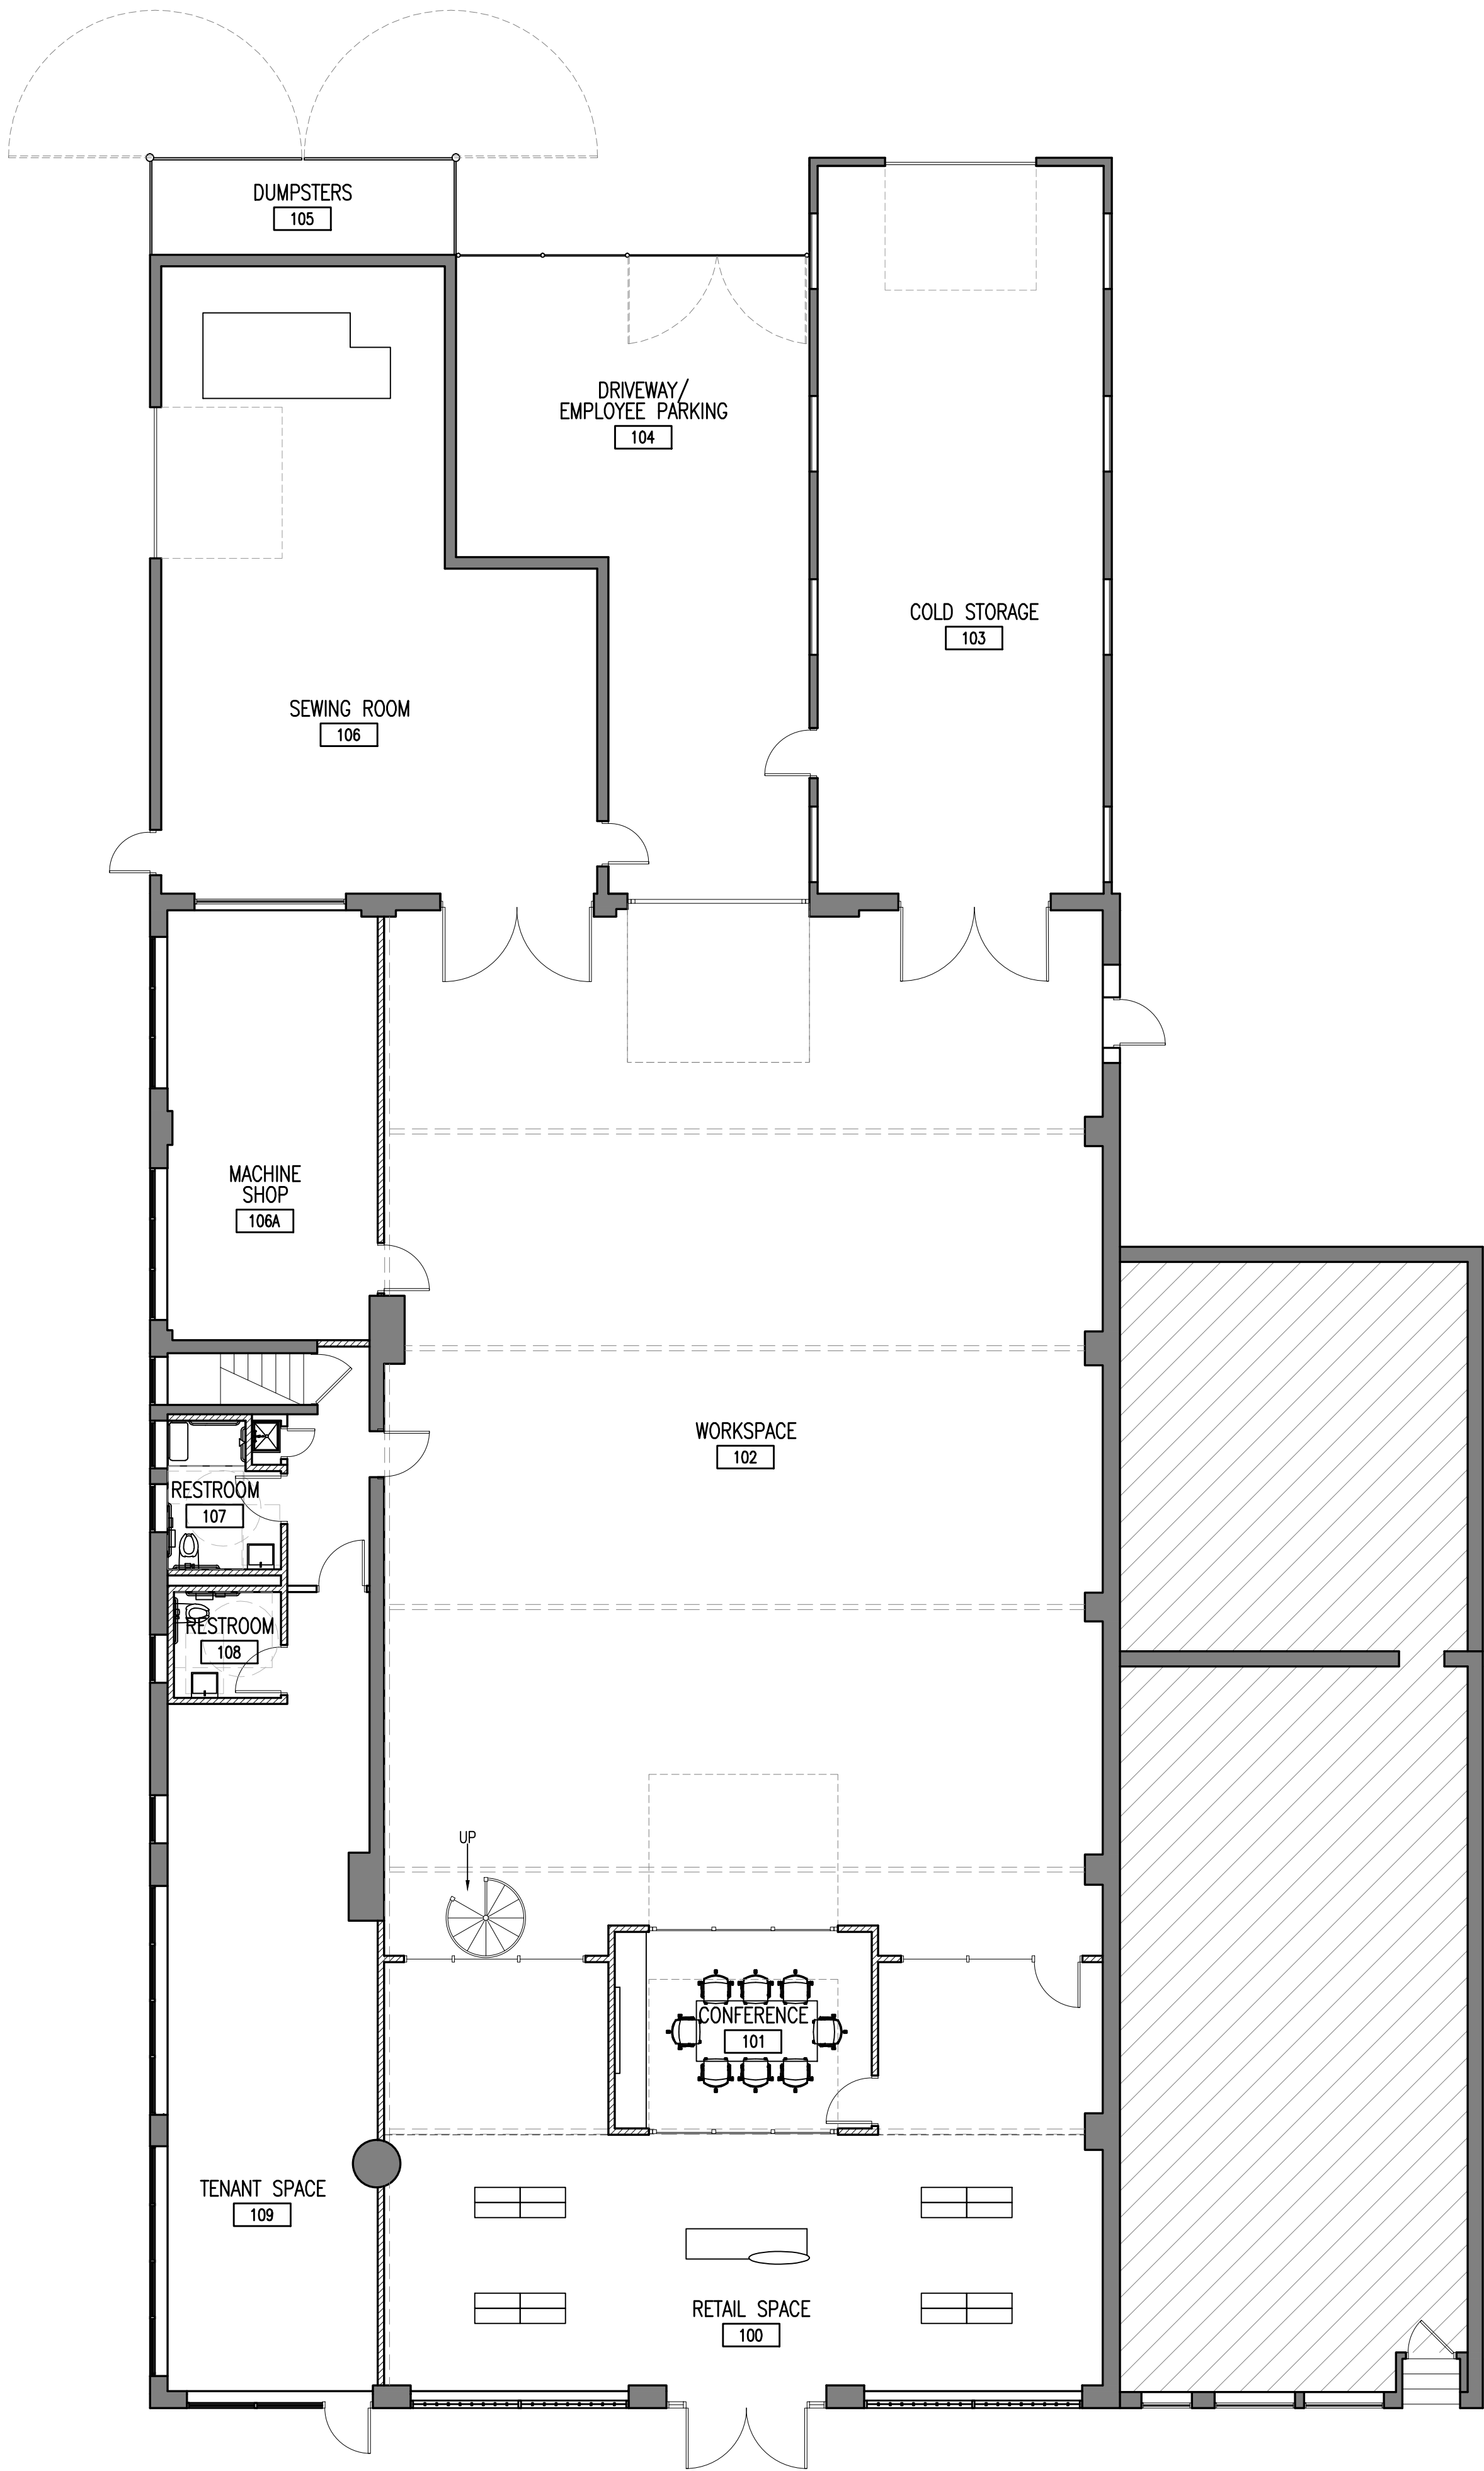 DUMPSTERS
105
DRIVEWAY/
EMPLOYEE PARKING
104
COLD STORAGE
103
SEWING ROOM
106
MACHINE
SHOP
106A
WORKSPACE
102
RESTROOM
107
RESTROOM
108
UP
CONFERENCE
101
TENANT SPACE
109
RETAIL SPACE
100